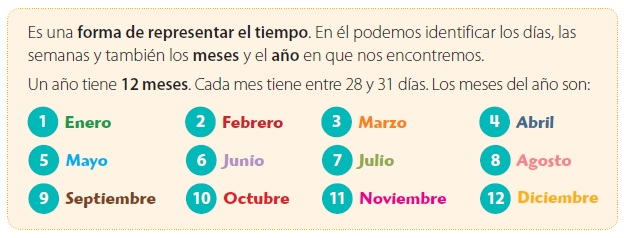 Es una forma de representar el tiempo. En él podemos identificar los días, las
semanas y también los meses y el año en que nos encontremos.
Un año tiene 12 meses. Cada mes tiene entre 28 y 31 días. Los meses del año son:
1 Enero 2 Febrero 3 Marzo 4 Abril
5 Mayo 6 Junio 7 Julio 8 Agosto
9 Septiembre 10 Octubre 11 Noviembre 12 Diciembre